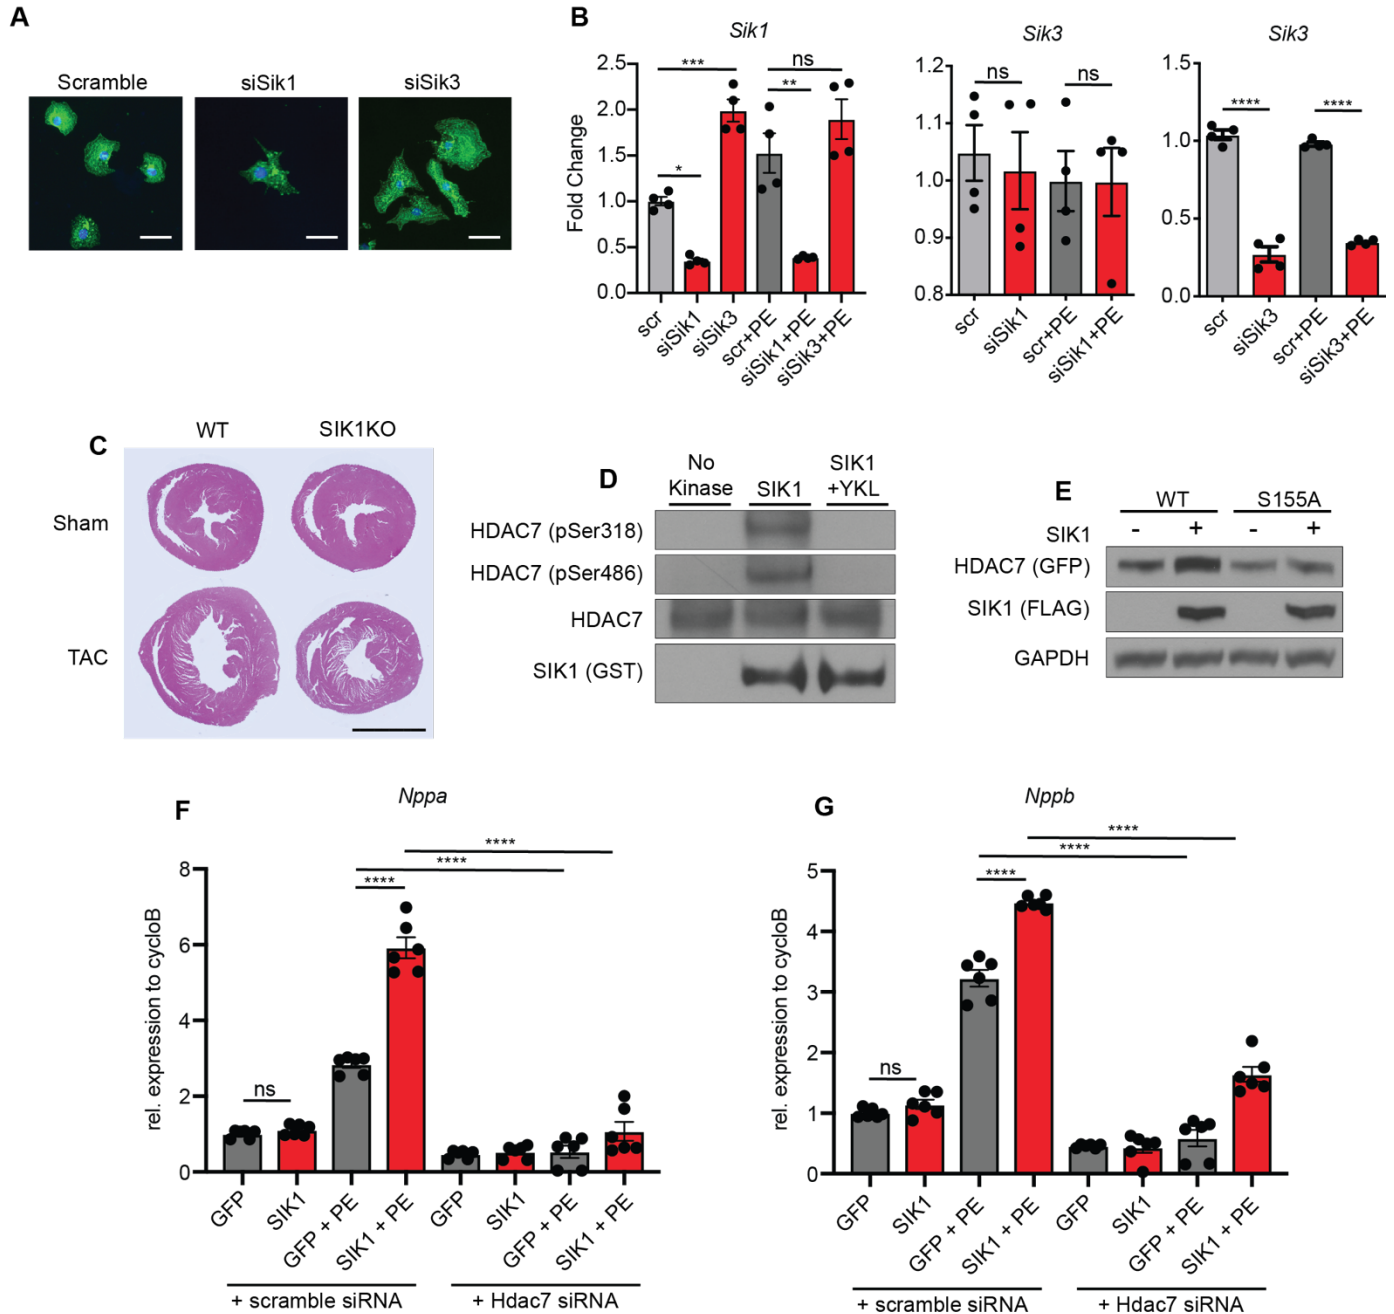 A
Scramble
siSik1
siSik3
B
Sik1
Sik3
Sik3
Fold Change
2.5
2.0
1.5
1.0
0.5
0.0
***
ns
**
*
scr
siSik1
siSik3
scr+PE
siSik1+PE
siSik3+PE
1.2
1.1
1.0
0.9
0.8
ns
ns
scr
siSik1
scr+PE
siSik1+PE
1.5
1.0
0.5
0.0
****
****
scr
siSik3
scr+PE
siSik3+PE
C
WT
SIK1KO
Sham
TAC
D
No
Kinase
SIK1
SIK1
+YKL
HDAC7 (pSer318)
HDAC7 (pSer486)
HDAC7
SIK1 (GST)
E
WT
S155A
SIK1
-
+
-
+
HDAC7 (GFP)
SIK1 (FLAG)
GAPDH
F
Nppa
rel. expression to cycloB
8
6
4
2
0
****
****
****
ns
GFP
SIK1
GFP + PE
SIK1 + PE
GFP
SIK1
GFP + PE
SIK1 + PE
+ scramble siRNA
+ Hdac7 siRNA
G
Nppb
rel. expression to cycloB
5
4
3
2
1
0
****
****
****
ns
GFP
SIK1
GFP + PE
SIK1 + PE
GFP
SIK1
GFP + PE
SIK1 + PE
+ scramble siRNA
+ Hdac7 siRNA